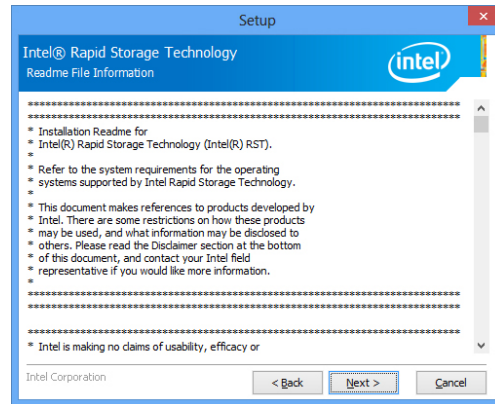 Setup
Intel® Rapid Storage Technology
Readme File Information
intel
*******************************************************************
*******************************************************************
* Installation Readme for
* Intel(R) Rapid Storage Technology (Intel(R) RST).
*
* Refer to the system requirements for the operating
* systems supported by Intel Rapid Storage Technology.
*
* This document makes references to products developed by
* Intel. There are some restrictions on how these products
* may be used, and what information may be disclosed to
* others. Please read the Disclaimer section at the bottom
* of this document, and contact your Intel field
* representative if you would like more information.
*
*******************************************************************
*******************************************************************
*******************************************************************
* Intel is making no claims of usability, efficacy or
Intel Corporation
< Back
Next >
Cancel